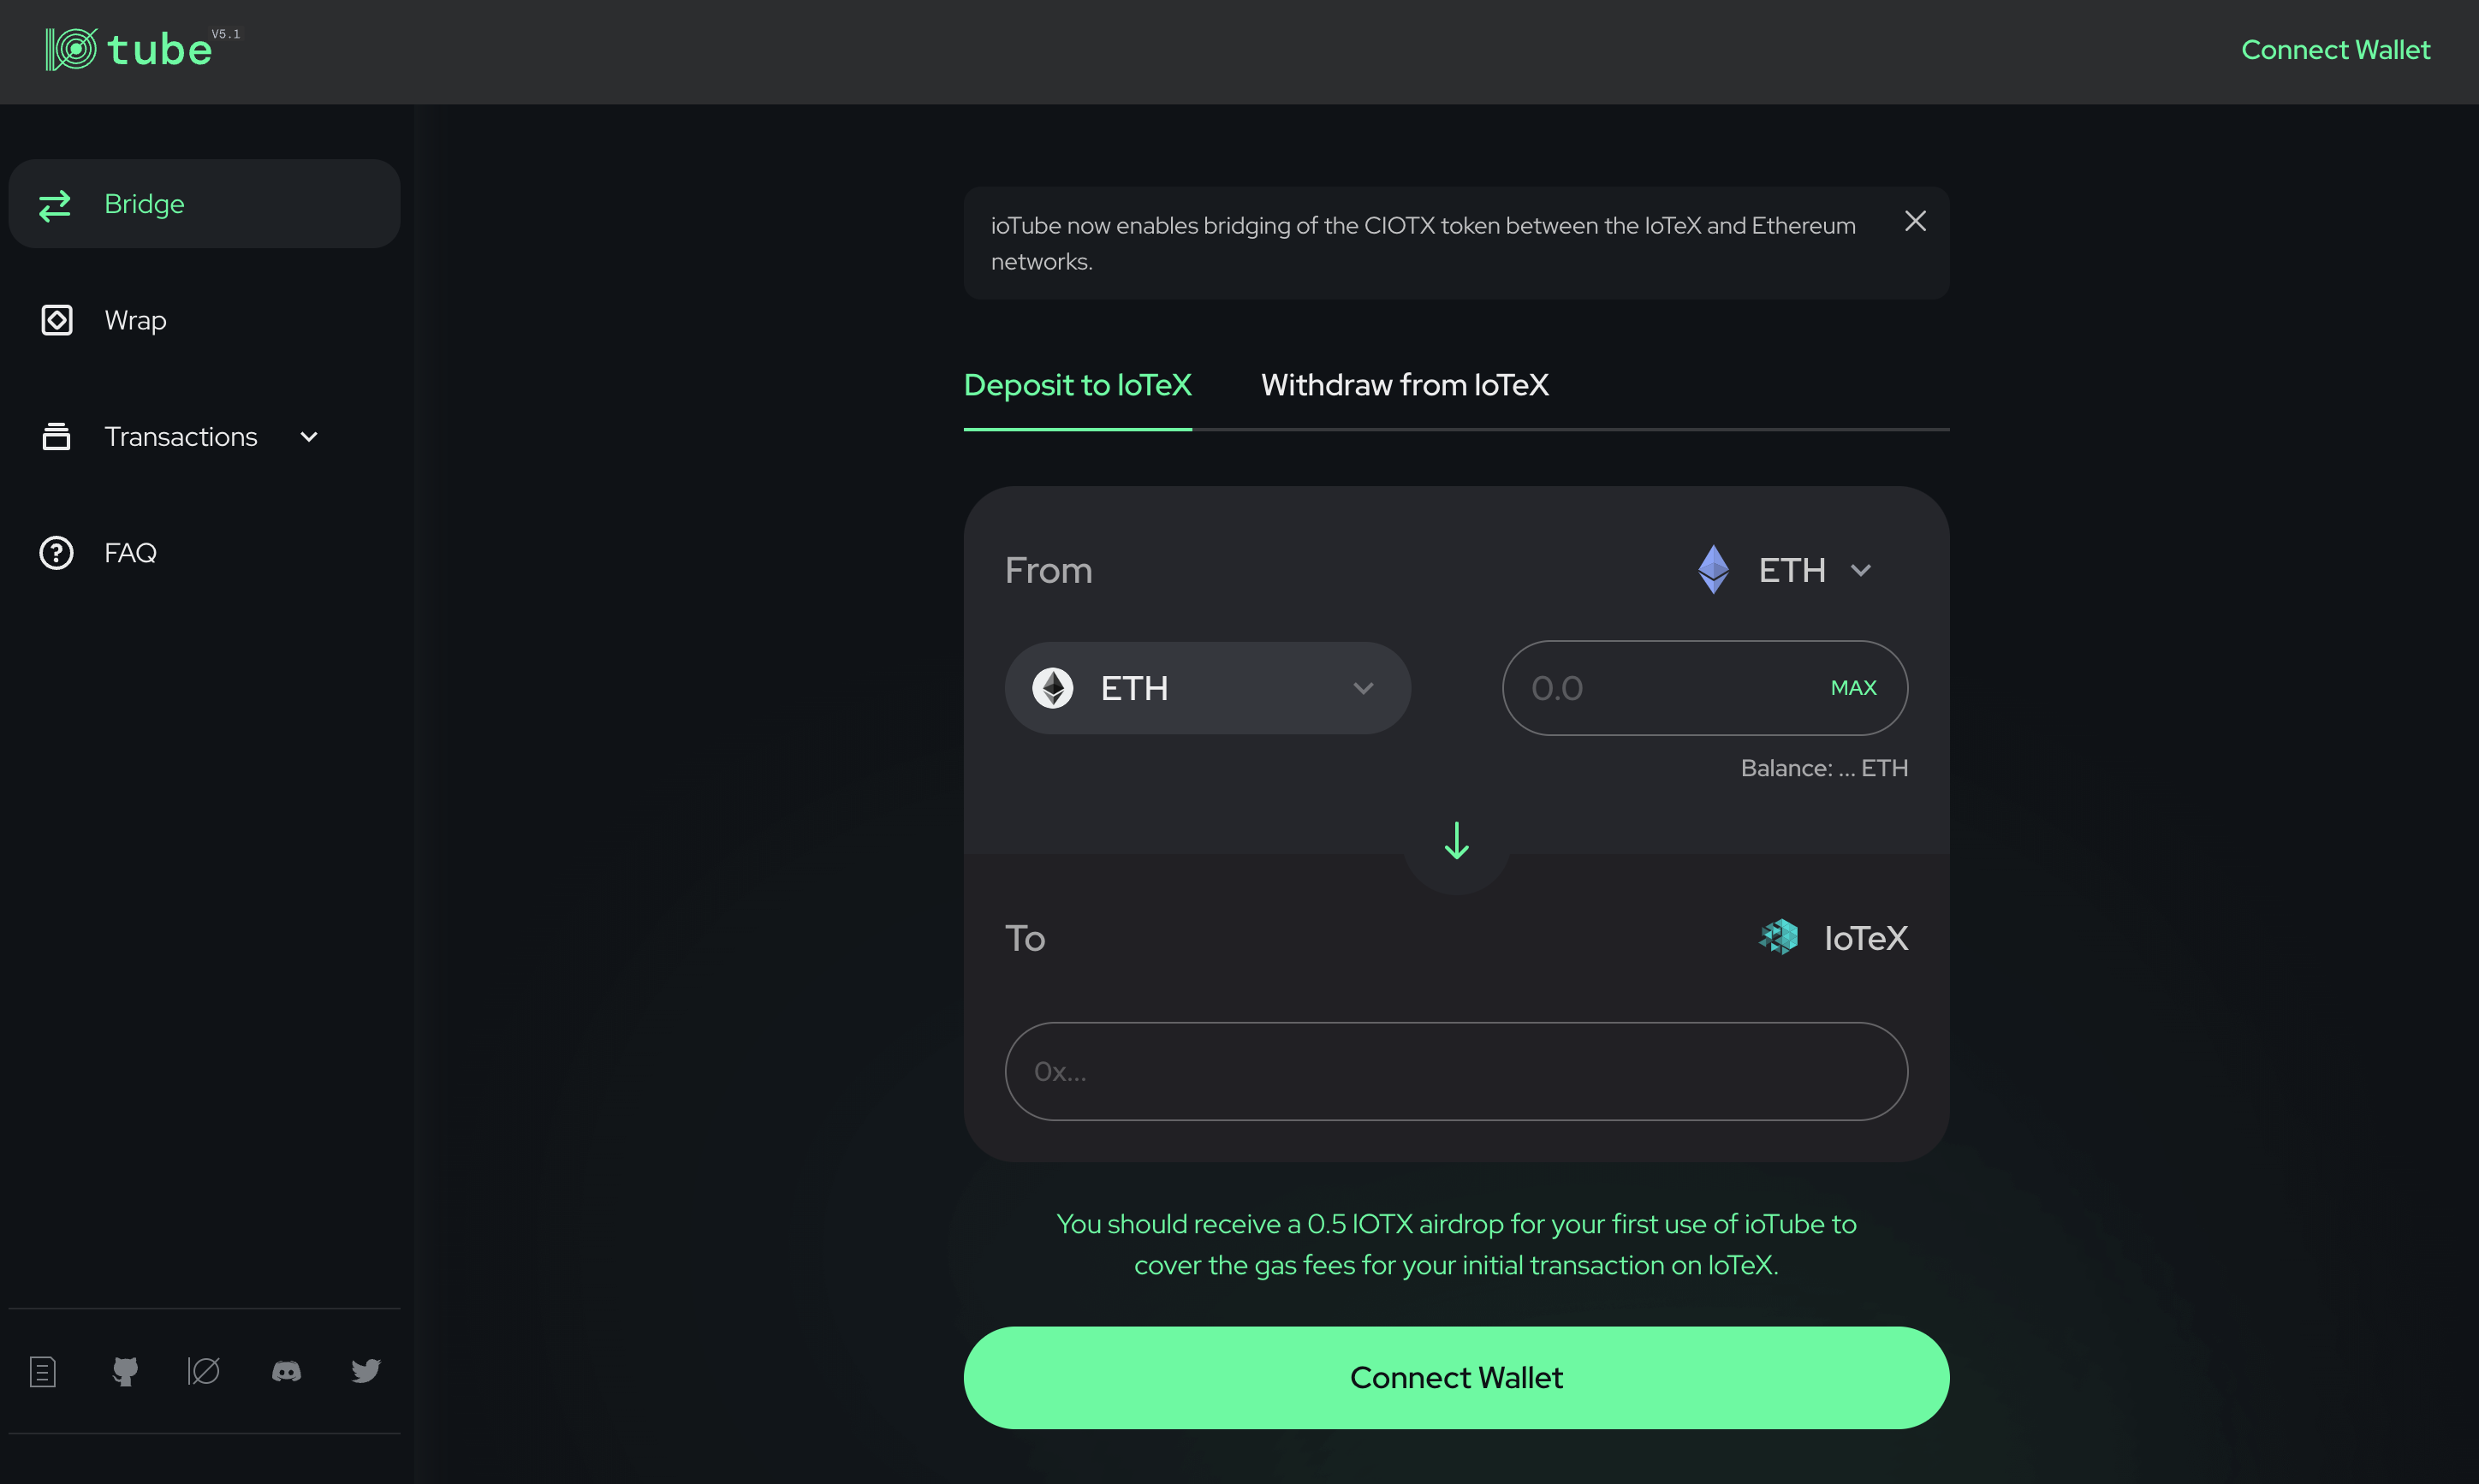 tube V5.1
Connect Wallet
Bridge
Wrap
Transactions
FAQ
ioTube now enables bridging of the CIOTX token between the IoTeX and Ethereum
networks.
Deposit to IoTeX
Withdraw from IoTeX
From
ETH
ETH
0.0
MAX
Balance: ... ETH
To
IoTeX
0x...
You should receive a 0.5 IOTX airdrop for your first use of ioTube to
cover the gas fees for your initial transaction on IoTeX.
Connect Wallet